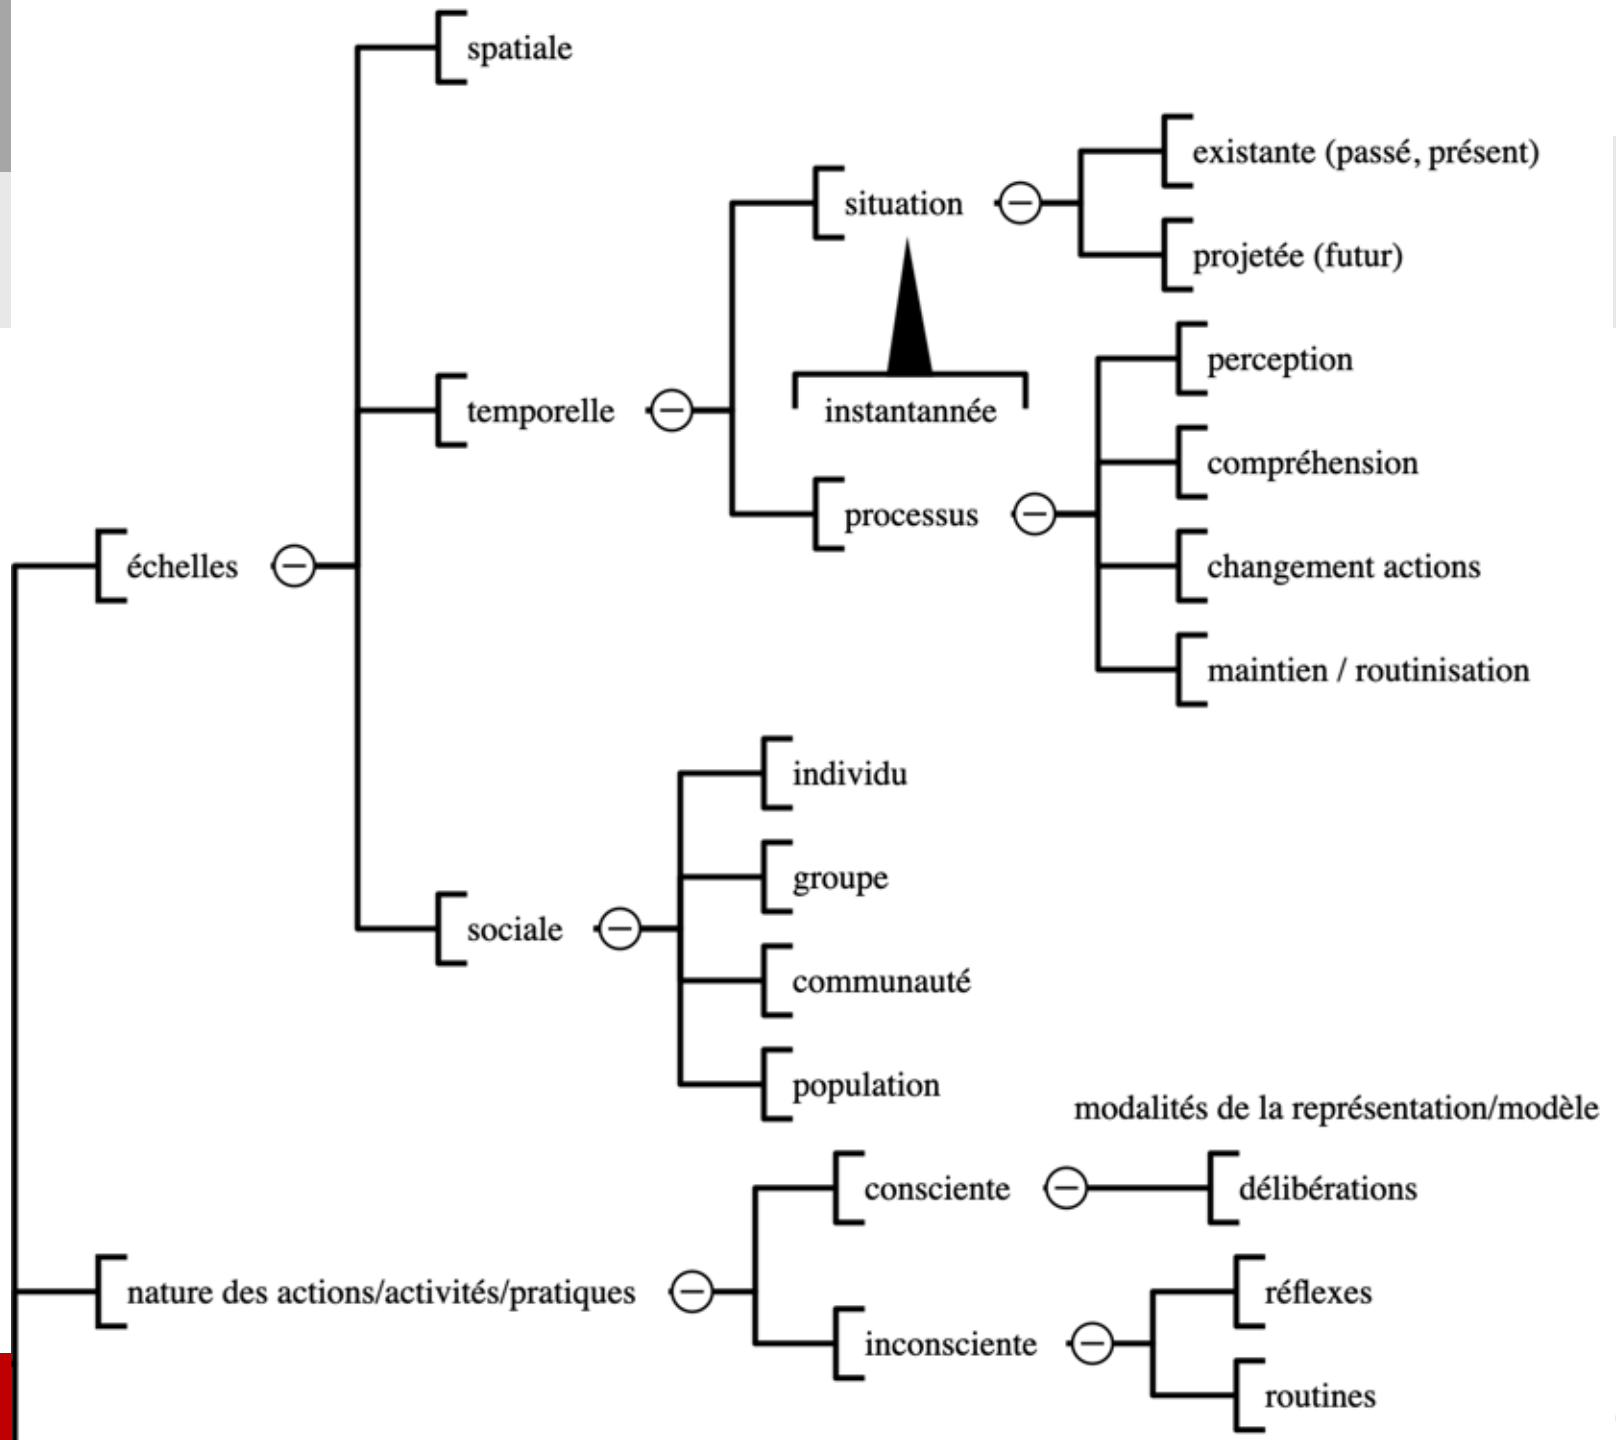 spatiale
existante (passé, présent)
situation
projetée (futur)
perception
temporelle
instantannée
compréhension
processus
échelles
changement actions
maintien / routinisation
individu
groupe
sociale
communauté
population
modalités de la représentation/modèle
consciente
délibérations
nature des actions/activités/pratiques
réflexes
inconsciente
routines